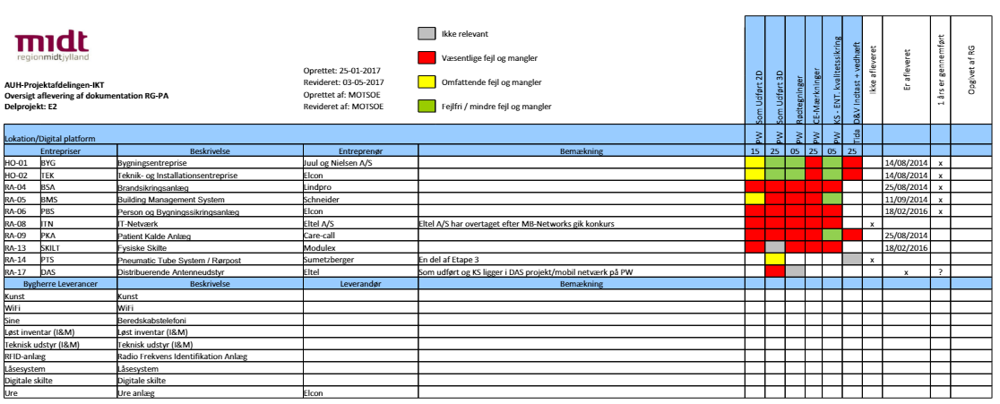 midt
regionmidtjylland
Ikke relevant
Væsentlige fejl og mangler
Omfattende fejl og mangler
Fejlfri / mindre fejl og mangler
AUH-Projektafdelingen-IKT
Oversigt aflevering af dokumentation RG-PA
Delprojekt: E2
Oprettet: 25-01-2017
Revideret: 03-05-2017
Oprettet af: MOTSOE
Revideret af: MOTSOE
PW Som Udført 2D
PW Som Udført 3D
PW Rødtegninger
PW CE-Mærkninger
PW KS - ENT. kvalitetssikring
Tida D&V Indtast + vedhæft
Ikke afleveret
Er afleveret
1 års er gennemført
Opgivet af RG
Lokation/Digital platform
Entrepriser Beskrivelse Entreprenør Bemækning 15 25 05 25 05 25
HO-01 BYG Bygningsentreprise Juul og Nielsen A/S 14/08/2014 x
HO-02 TEK Teknik- og Installationsentreprise Elcon 14/08/2014 x
RA-04 BSA Brandsikringsanlæg Lindpro 25/08/2014 x
RA-05 BMS Building Management System Schneider 11/09/2014 x
RA-06 PBS Person og Bygningssikringsanlæg Elcon 18/02/2016 x
RA-08 ITN IT-Netværk Eltel A/S Eltel A/S har overtaget efter MB-Networks gik konkurs x
RA-09 PKA Patient Kalde Anlæg Care-call 25/08/2014
RA-13 SKILT Fysiske Skilte Modulex 18/02/2016
RA-14 PTS Pneumatic Tube System / Rørpost Sumetzberger En del af Etape 3 x
RA-17 DAS Distribuerende Antenneudstyr Eltel Som udført og KS ligger i DAS projekt/mobil netværk på PW x ?
Bygherre Leverancer Beskrivelse Leverandør Bemækning
Kunst Kunst
WiFi WiFi
Sine Beredskabstelefoni
Løst inventar (I&M) Løst inventar (I&M)
Teknisk udstyr (I&M) Teknisk udstyr (I&M)
RFID-anlæg Radio Frekvens Identifikation Anlæg
Låsesystem Låsesystem
Digitale skilte Digitale skilte
Ure Ure anlæg Elcon